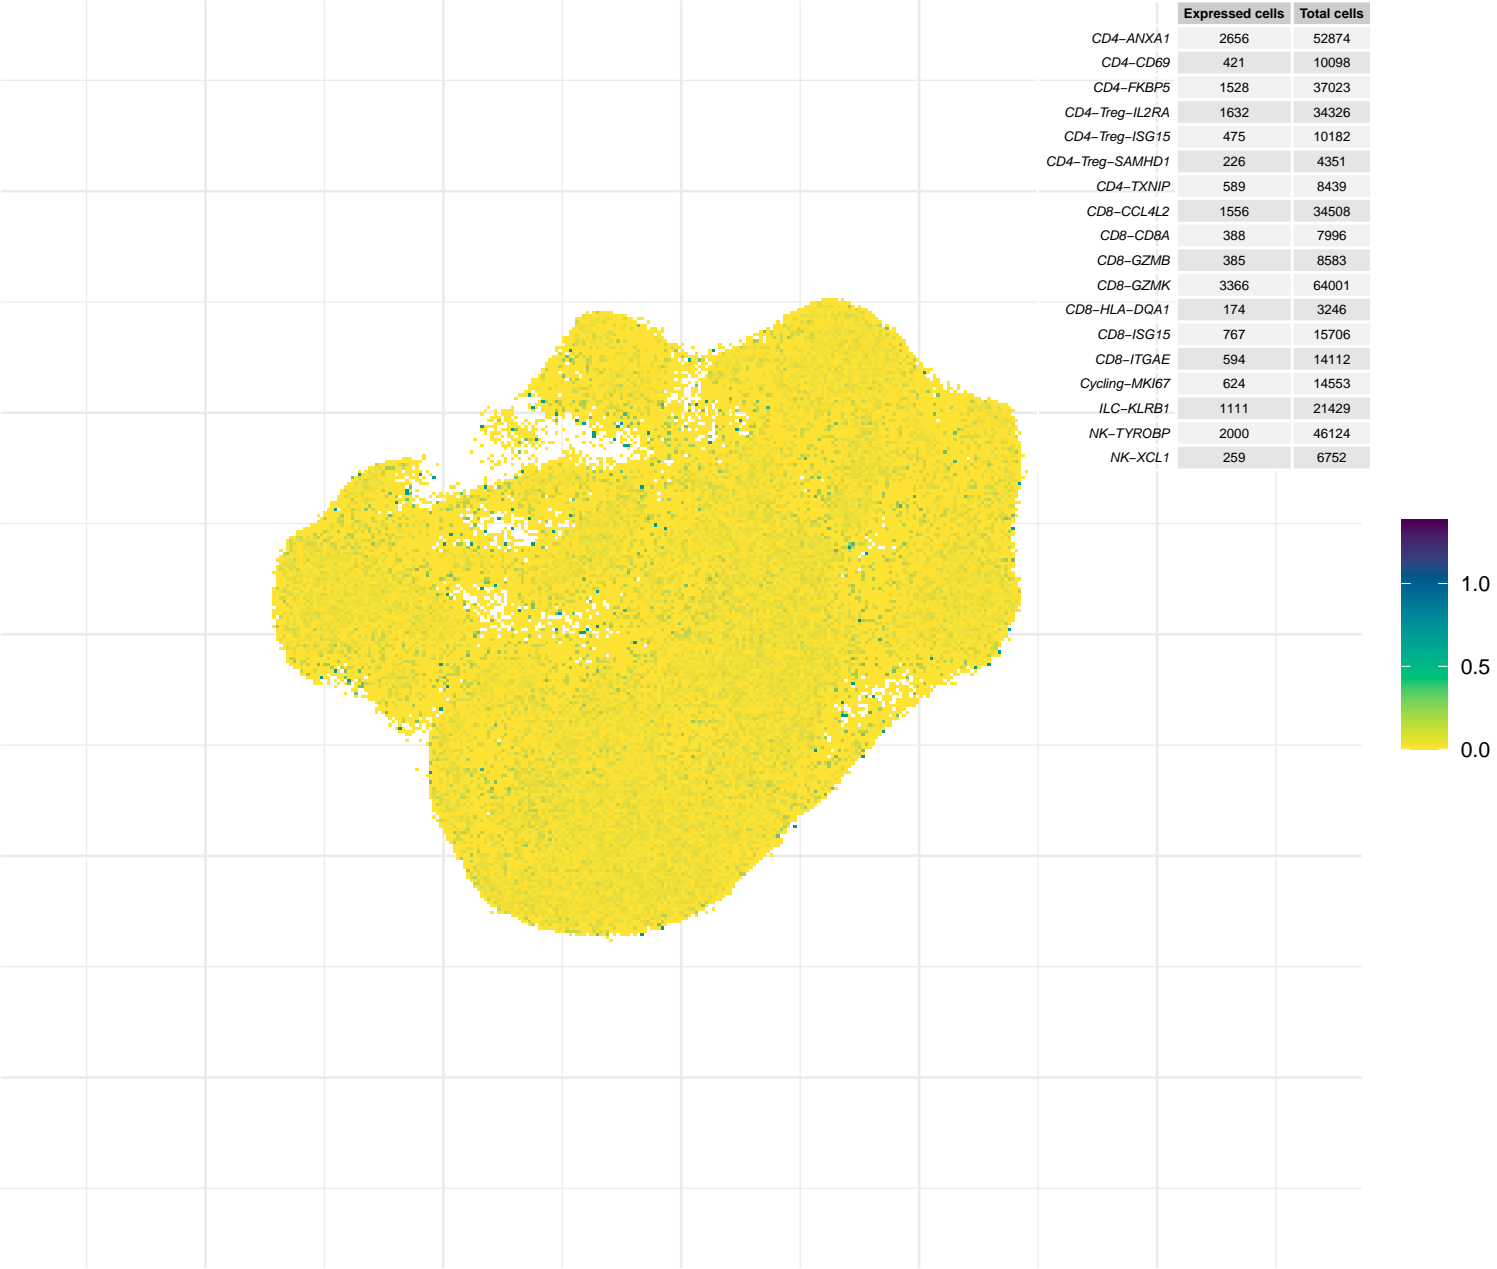 Expressed cells Total cells
CD4−ANXA1 2656 52874
CD4−CD69 421 10098
CD4−FKBP5 1528 37023
CD4−Treg−IL2RA 1632 34326
CD4−Treg−ISG15 475 10182
CD4−Treg−SAMHD1 226 4351
CD4−TXNIP 589 8439
CD8−CCL4L2 1556 34508
CD8−CD8A 388 7996
CD8−GZMB 385 8583
CD8−GZMK 3366 64001
CD8−HLA−DQA1 174 3246
CD8−ISG15 767 15706
CD8−ITGAE 594 14112
Cycling−MKI67 624 14553
ILC−KLRB1 1111 21429
NK−TYROBP 2000 46124
NK−XCL1 259 6752
1.0
0.5
0.0